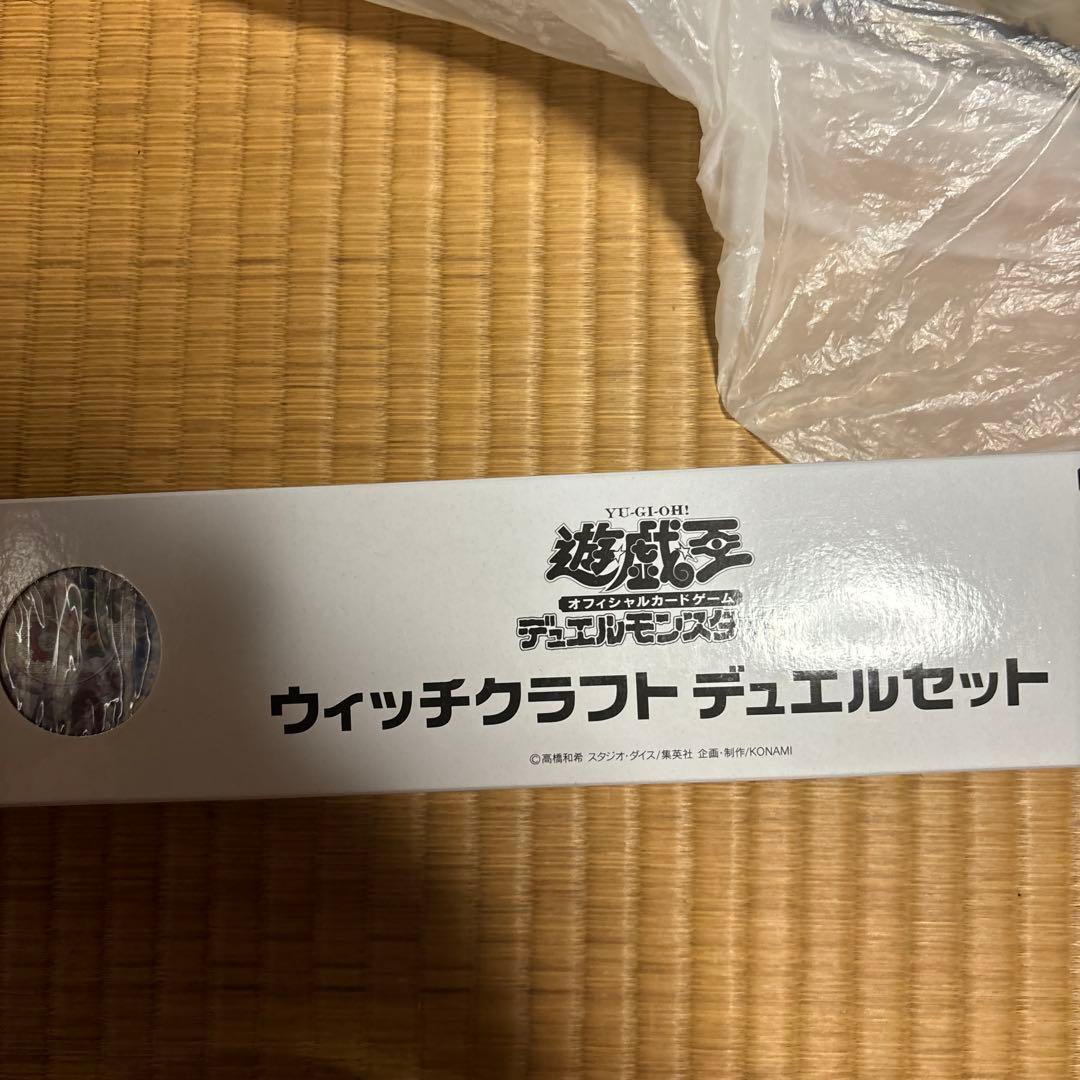 YU-GI-OH!
遊戯王
オフィシャルカードゲーム
デュエルモンスターズ
ウィッチクラフト デュエルセット
©高橋和希 スタジオ・ダイス/集英社 企画・制作/KONAMI